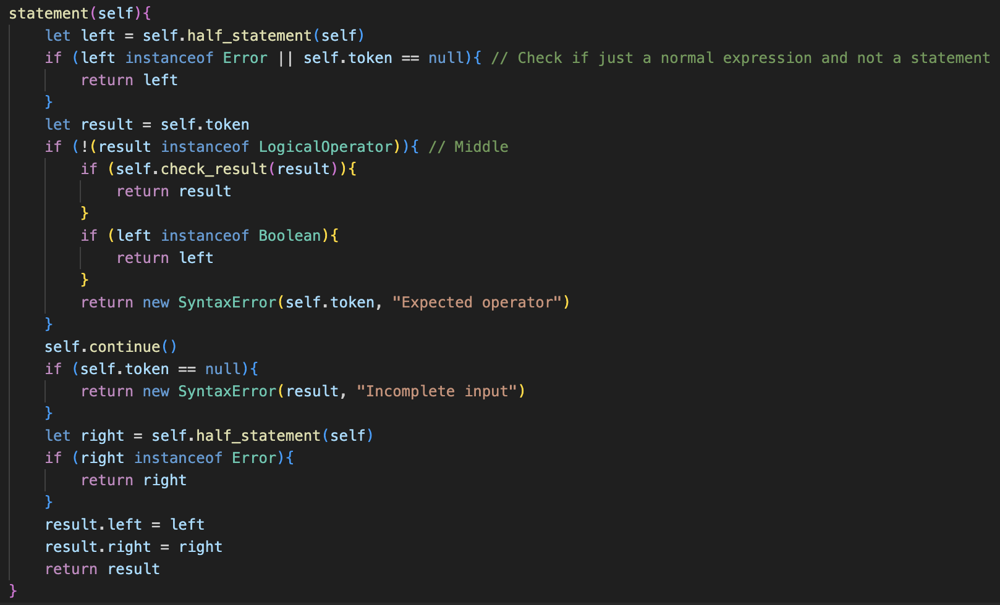 statement(self){
    let left = self.half_statement(self)
    if (left instanceof Error || self.token == null){ // Check if just a normal expression and not a statement
        return left
    }
    let result = self.token
    if (!(result instanceof LogicalOperator)){ // Middle
        if (self.check_result(result)){
            return result
        }
        if (left instanceof Boolean){
            return left
        }
        return new SyntaxError(self.token, "Expected operator")
    }
    self.continue()
    if (self.token == null){
        return new SyntaxError(result, "Incomplete input")
    }
    let right = self.half_statement(self)
    if (right instanceof Error){
        return right
    }
    result.left = left
    result.right = right
    return result
}